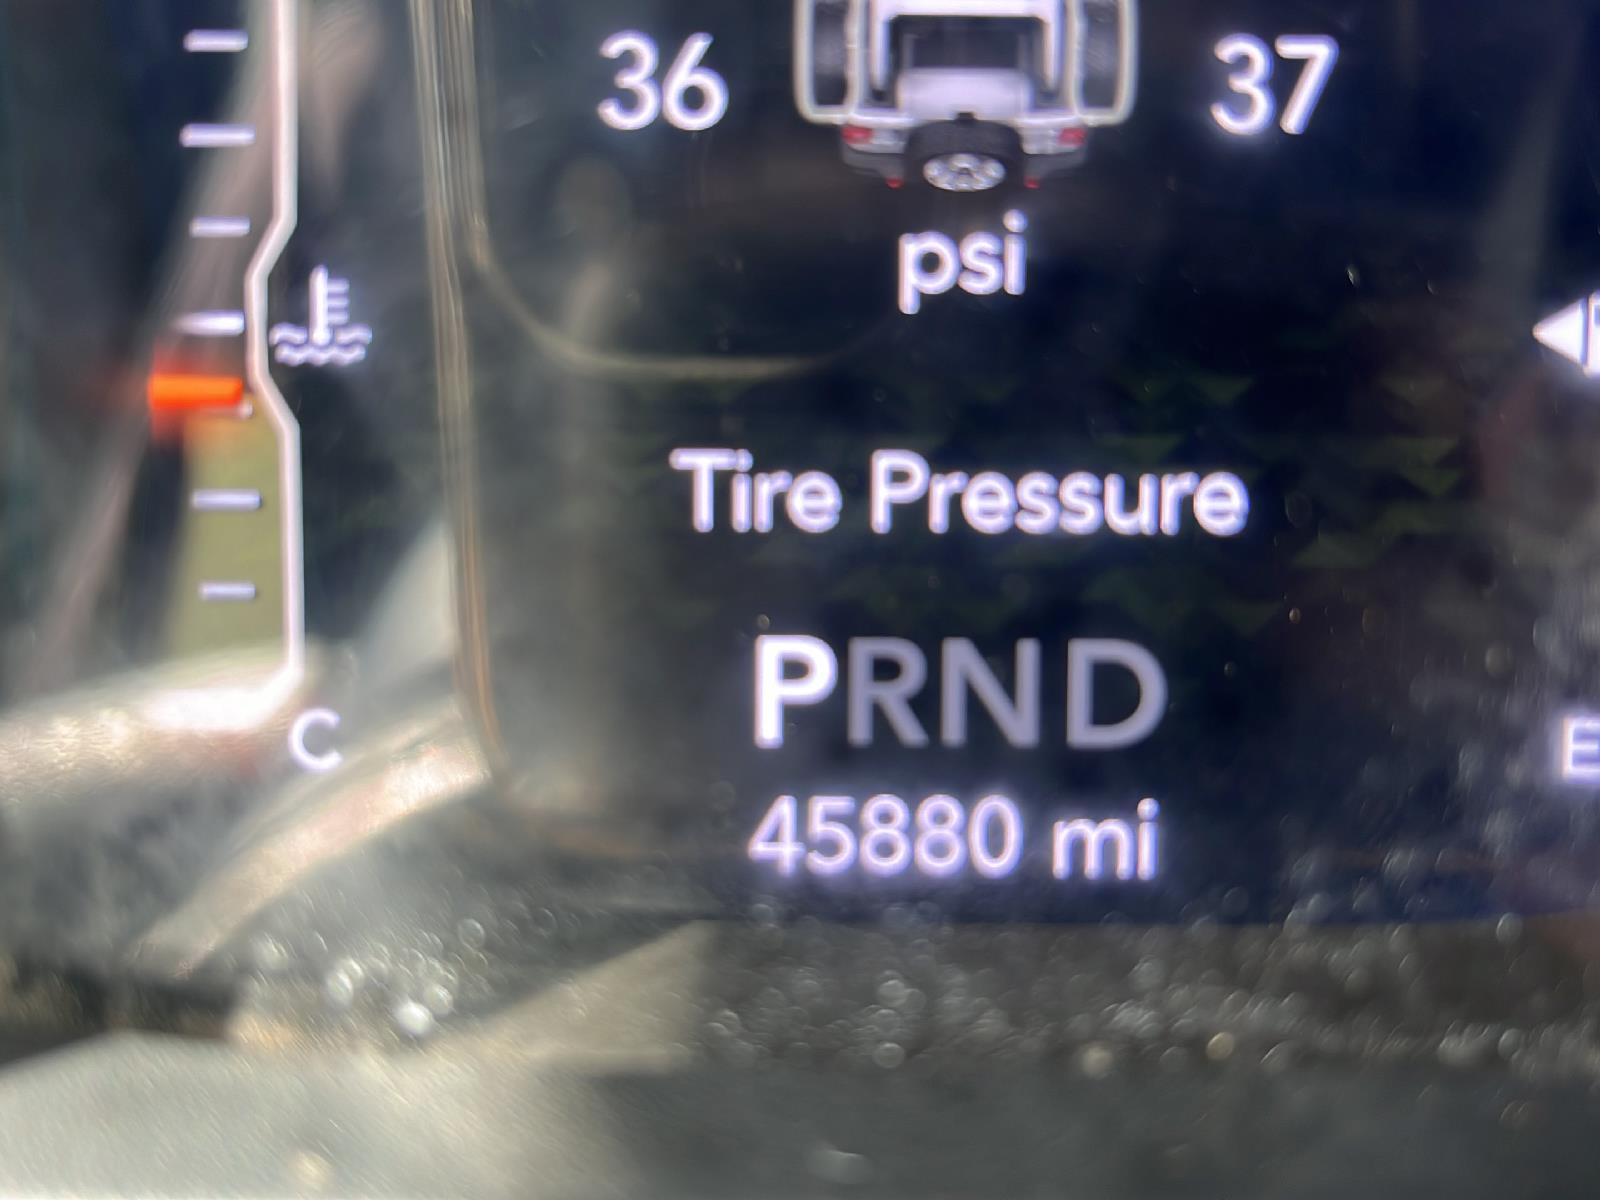 36 37
psi
Tire Pressure
PRND
C E
45880 mi